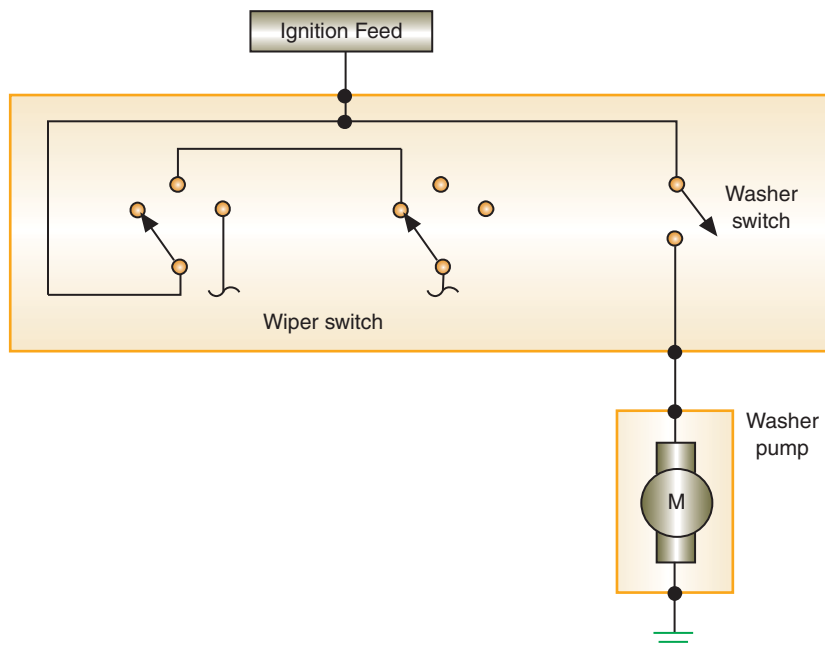 Ignition Feed
Washer
switch
Wiper switch
Washer
pump
M